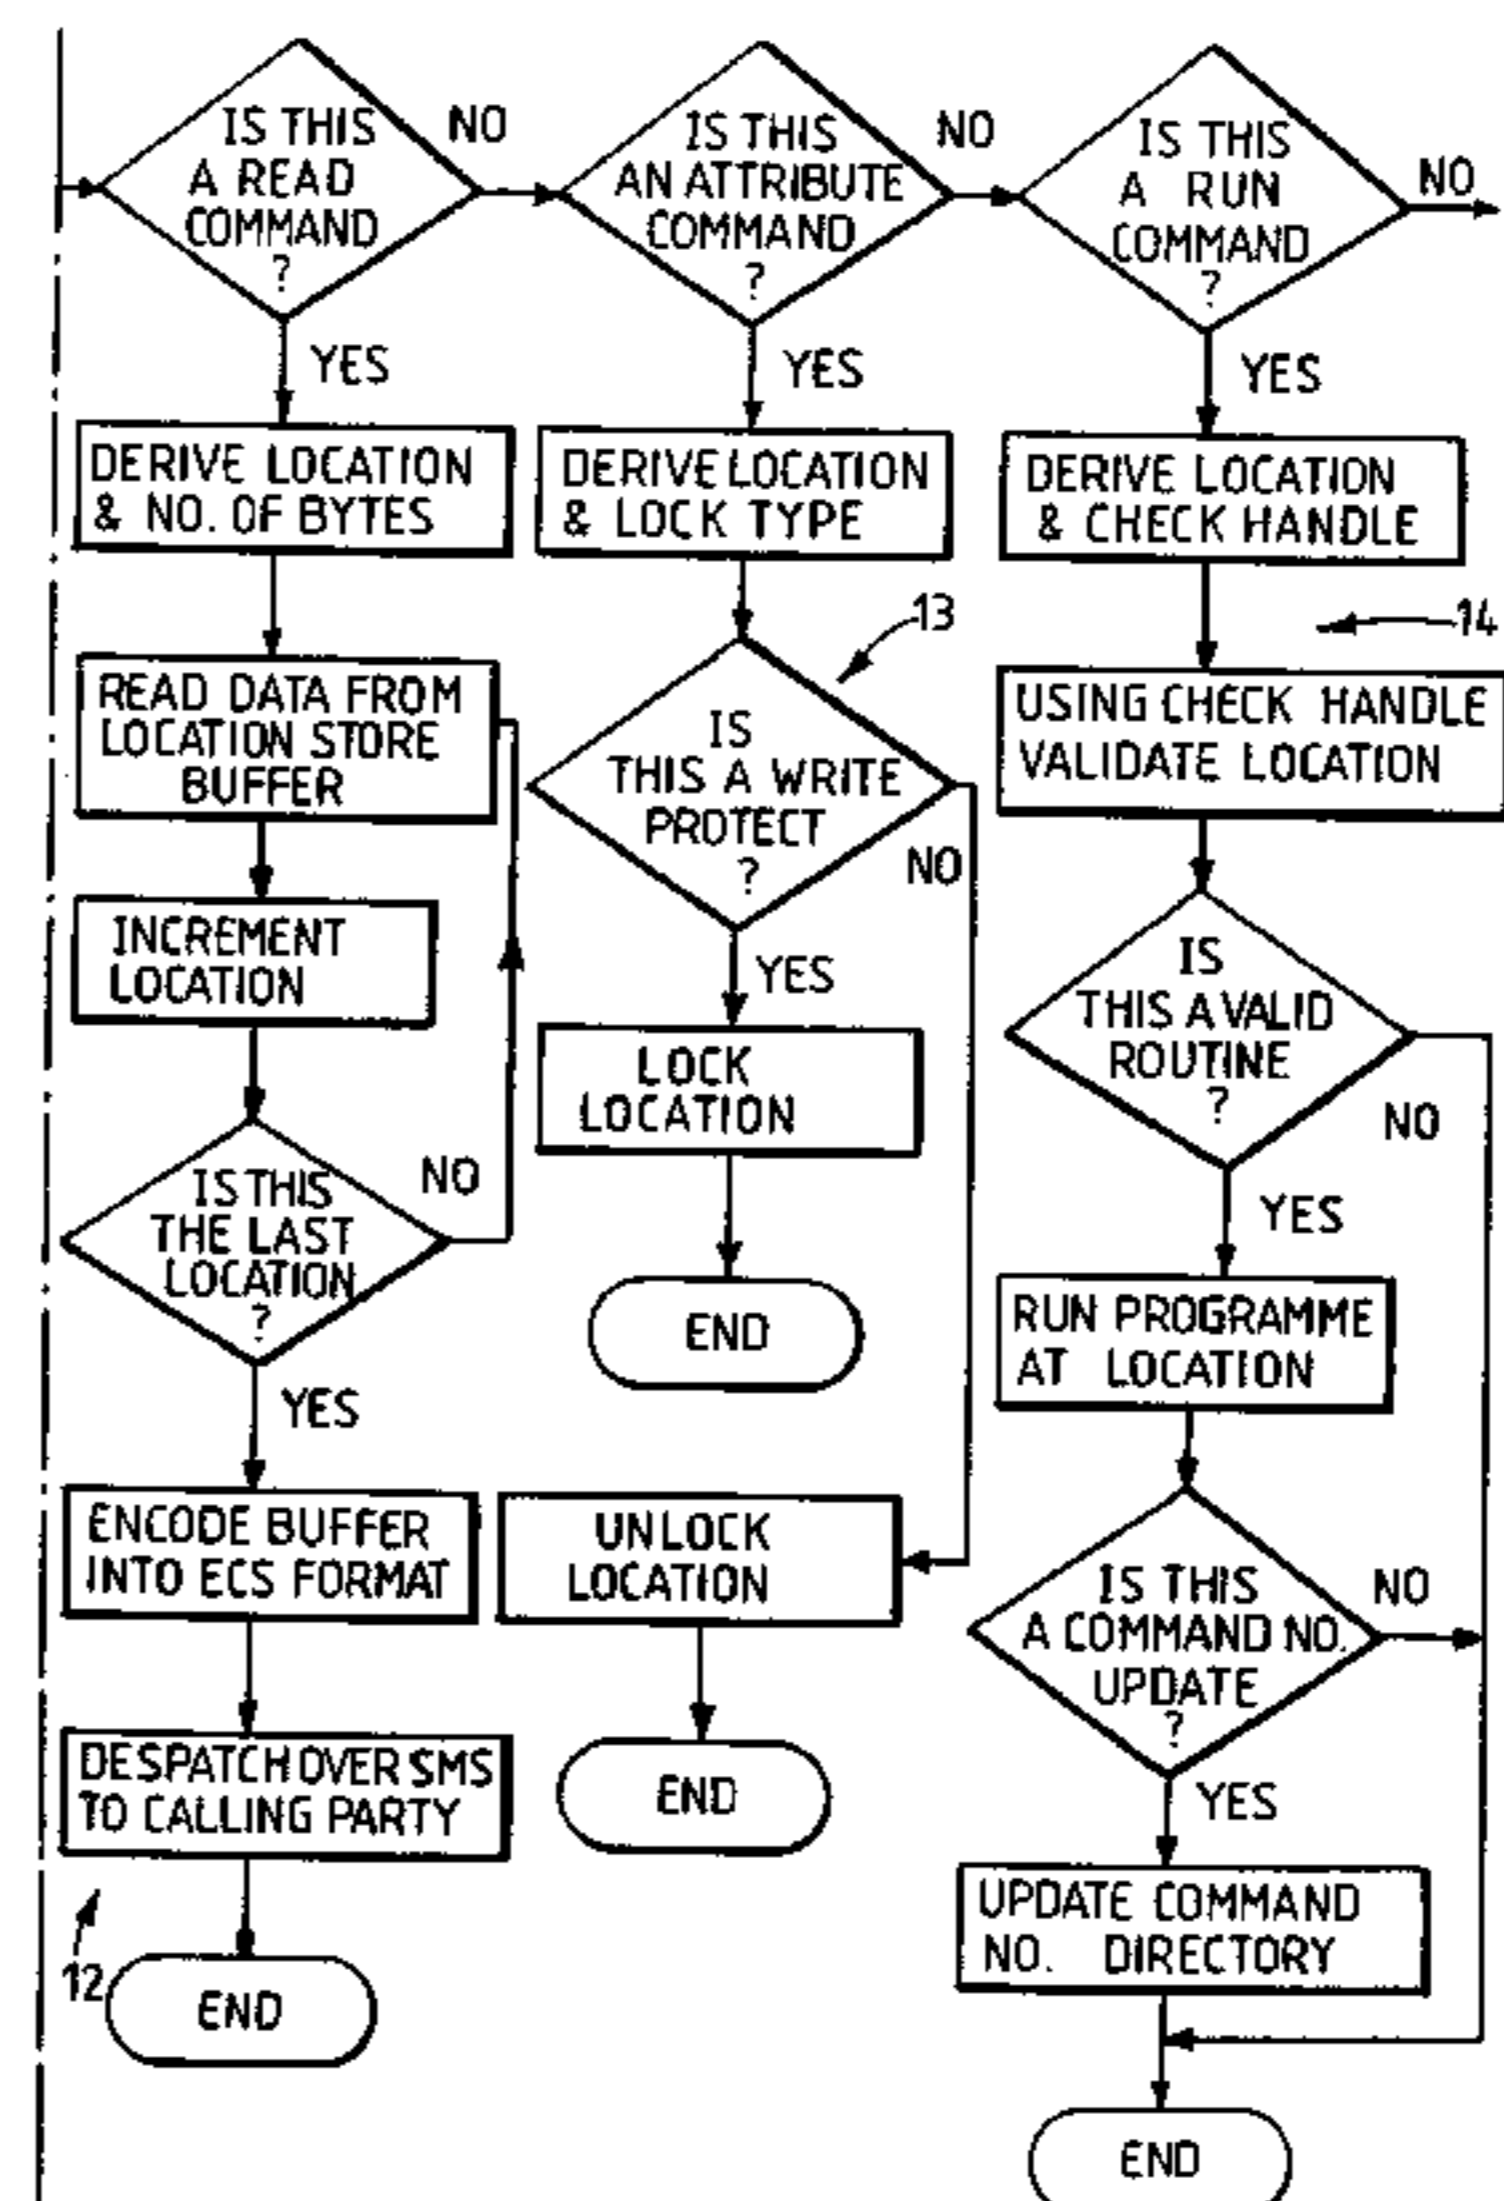 IS THIS
A READ
COMMAND
?
NO
YES
DERIVE LOCATION
& NO. OF BYTES
READ DATA FROM
LOCATION STORE
BUFFER
INCREMENT
LOCATION
IS THIS
THE LAST
LOCATION
?
NO
YES
ENCODE BUFFER
INTO ECS FORMAT
DESPATCH OVER SMS
TO CALLING PARTY
12
END
IS THIS
AN ATTRIBUTE
COMMAND
?
NO
YES
DERIVE LOCATION
& LOCK TYPE
13
IS
THIS A WRITE
PROTECT
?
NO
YES
LOCK
LOCATION
END
UNLOCK
LOCATION
END
IS THIS
A RUN
COMMAND
?
NO
YES
DERIVE LOCATION
& CHECK HANDLE
14
USING CHECK HANDLE
VALIDATE LOCATION
IS
THIS A VALID
ROUTINE
?
NO
YES
RUN PROGRAMME
AT LOCATION
IS THIS
A COMMAND NO.
UPDATE
?
NO
YES
UPDATE COMMAND
NO. DIRECTORY
END